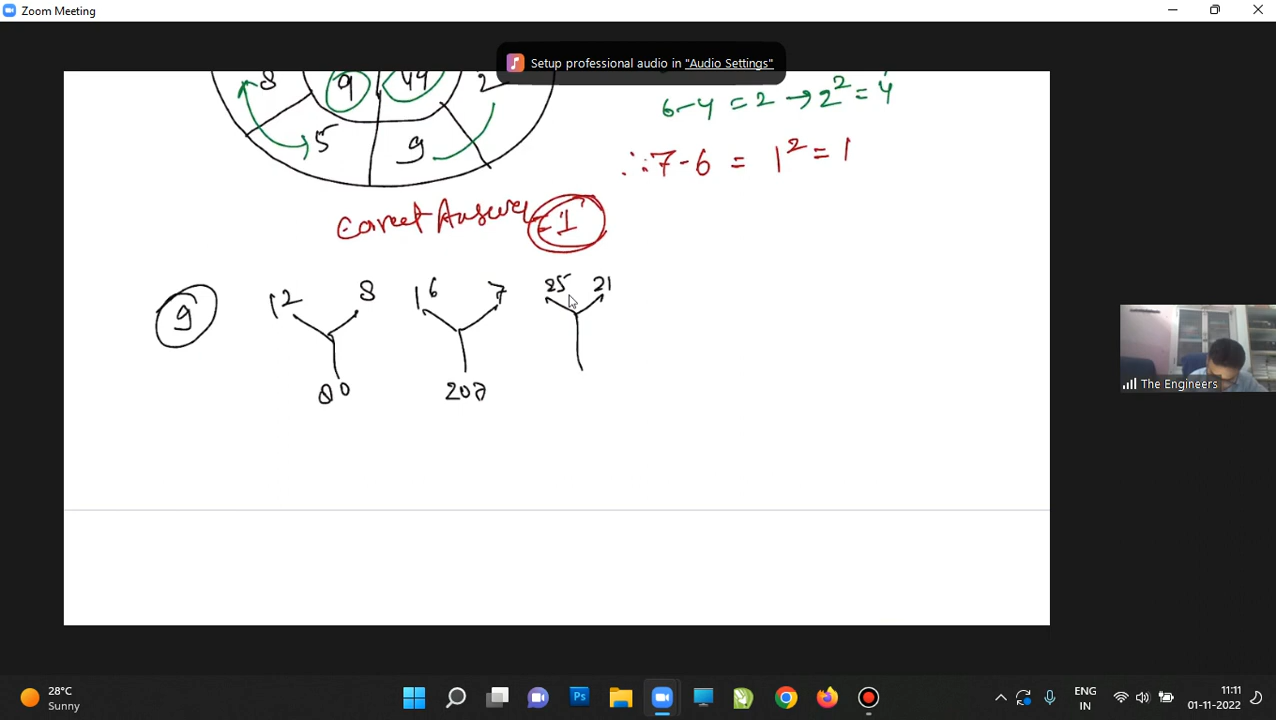 Zoom Meeting
Setup professional audio in "Audio Settings"
8 9 44 2
5 9
6-4 = 2 → 2² = 4
∴ 7-6 = 1² = 1
Correct Answer = 1
9 12 8 16 7 25 21
80 207
The Engineers
28°C
Sunny
ENG
IN
11:11
01-11-2022